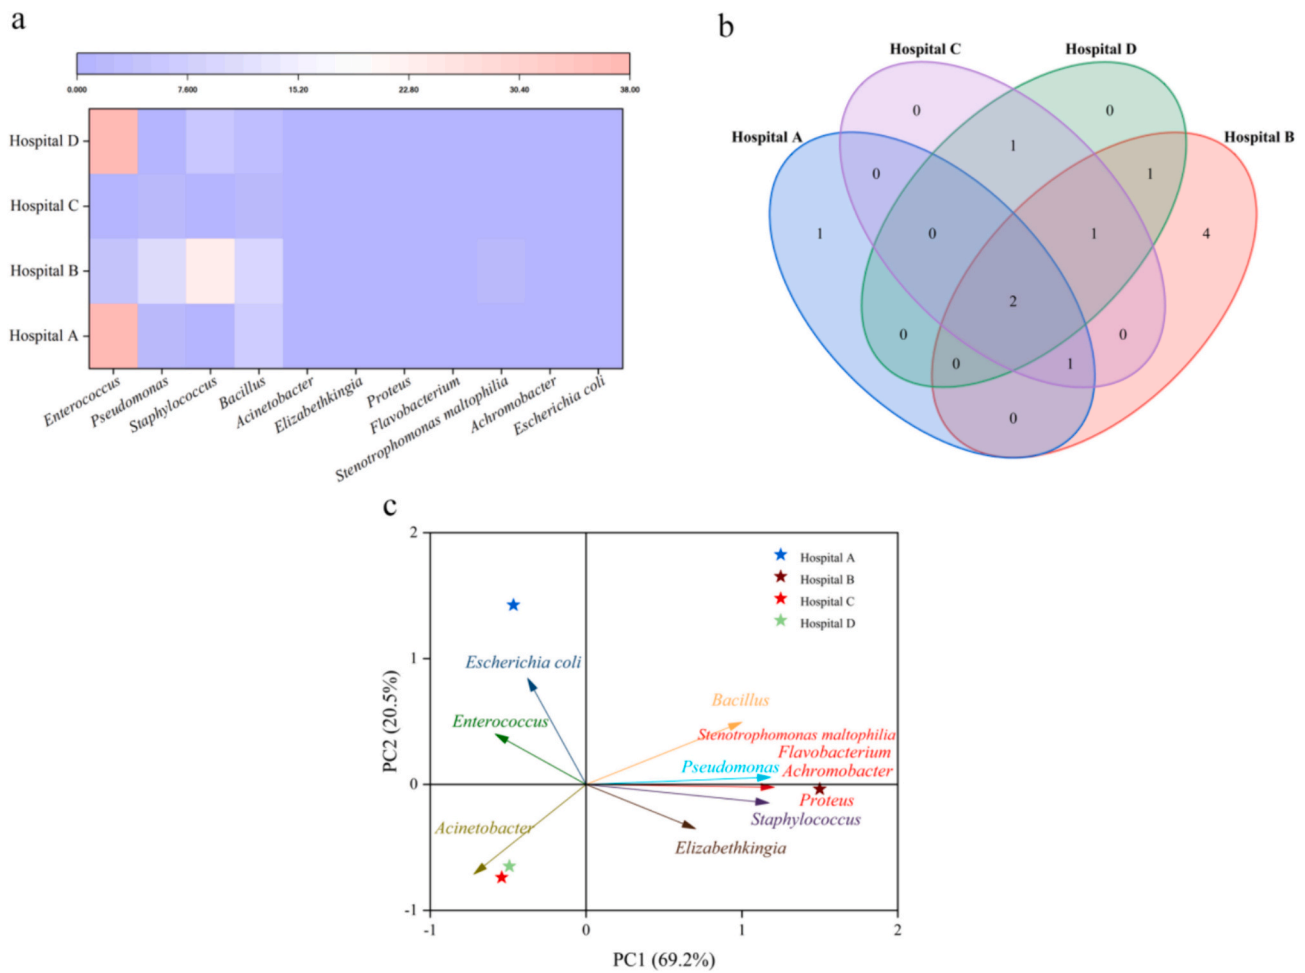 a
0.000 7.600 15.20 22.80 30.40 38.00
Hospital D
Hospital C
Hospital B
Hospital A
Enterococcus
Pseudomonas
Staphylococcus
Bacillus
Acinetobacter
Elizabethkingia
Proteus
Flavobacterium
Stenotrophomonas maltophilia
Achromobacter
Escherichia coli
b
Hospital C Hospital D
Hospital A Hospital B
0 0
1
0 1
1 0 1 4
2
0 0
0 1
0
c
2
1
0
-1
PC2 (20.5%)
Hospital A
Hospital B
Hospital C
Hospital D
Escherichia coli
Enterococcus
Bacillus
Stenotrophomonas maltophilia
Flavobacterium
Pseudomonas
Achromobacter
Proteus
Staphylococcus
Acinetobacter
Elizabethkingia
-1 0 1 2
PC1 (69.2%)